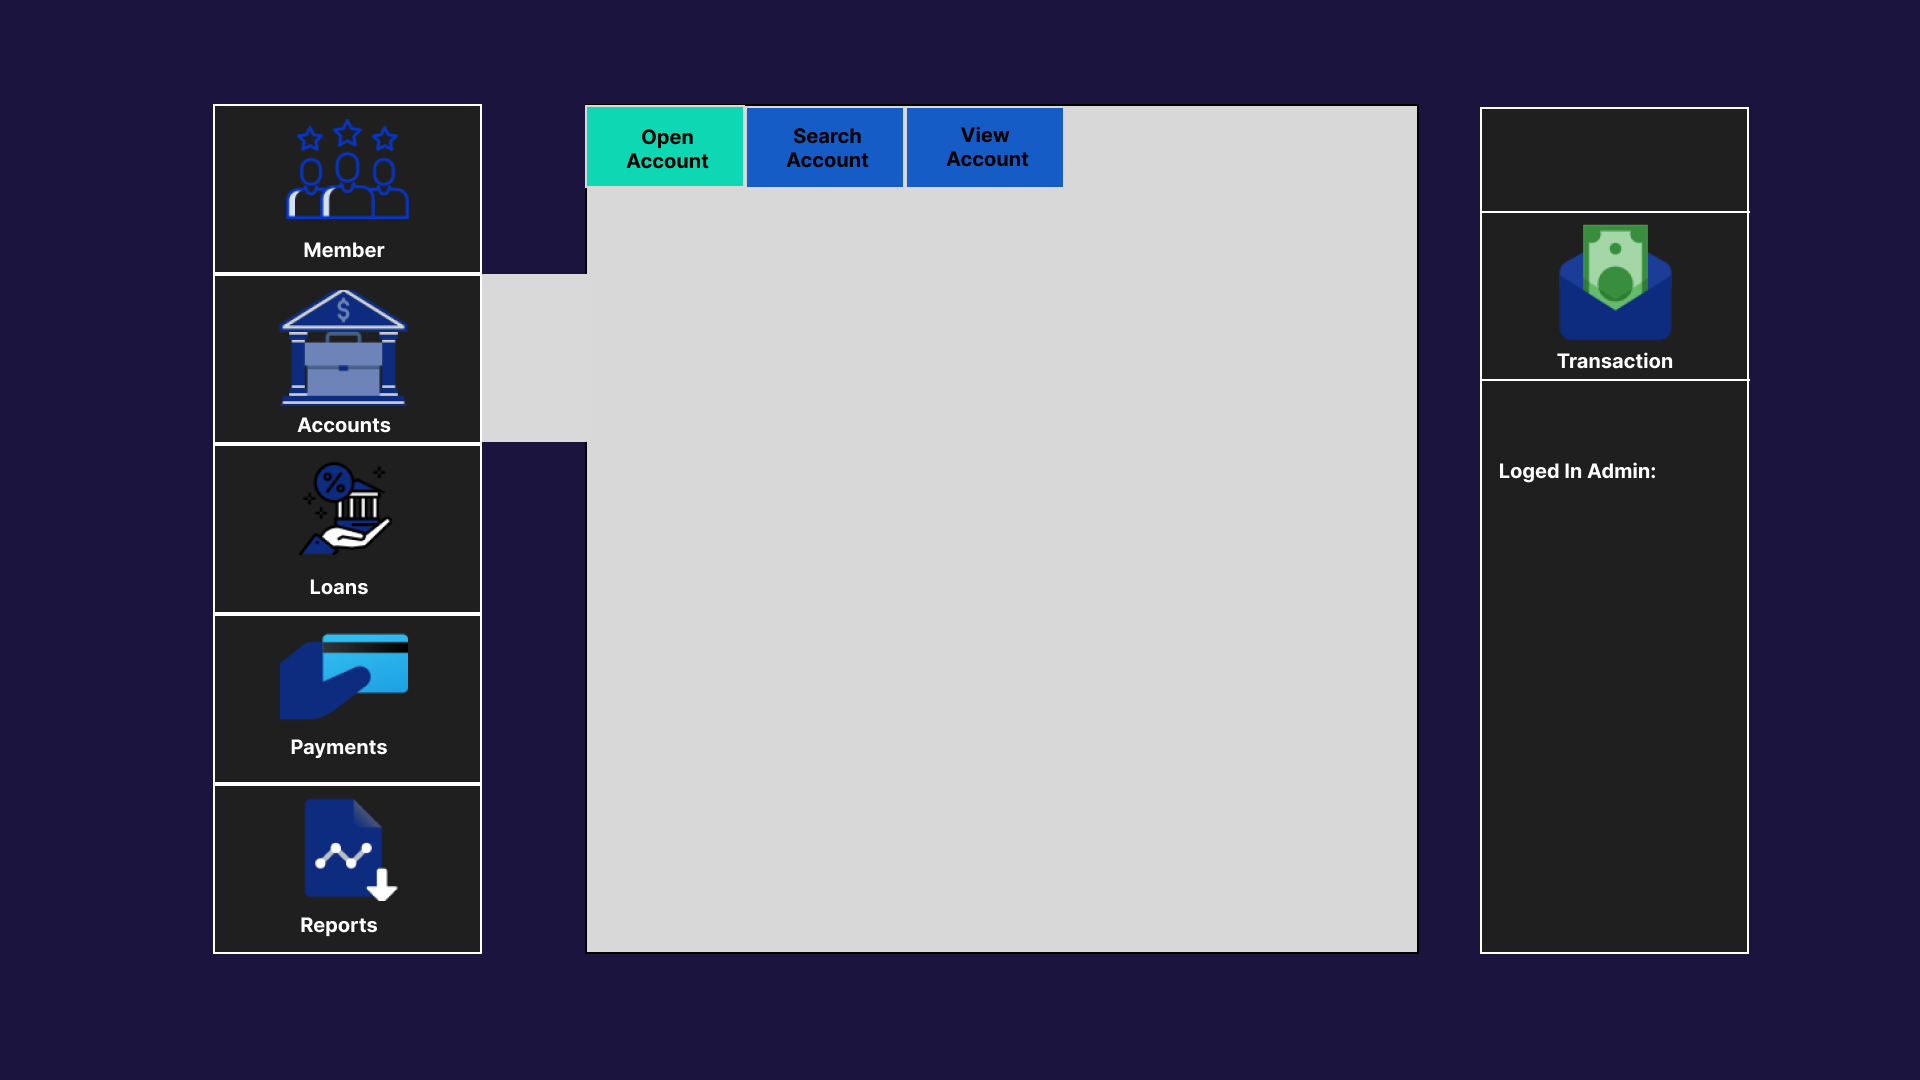 Member
Accounts
Loans
Payments
Reports
Open
Account
Search
Account
View
Account
Transaction
Loged In Admin: